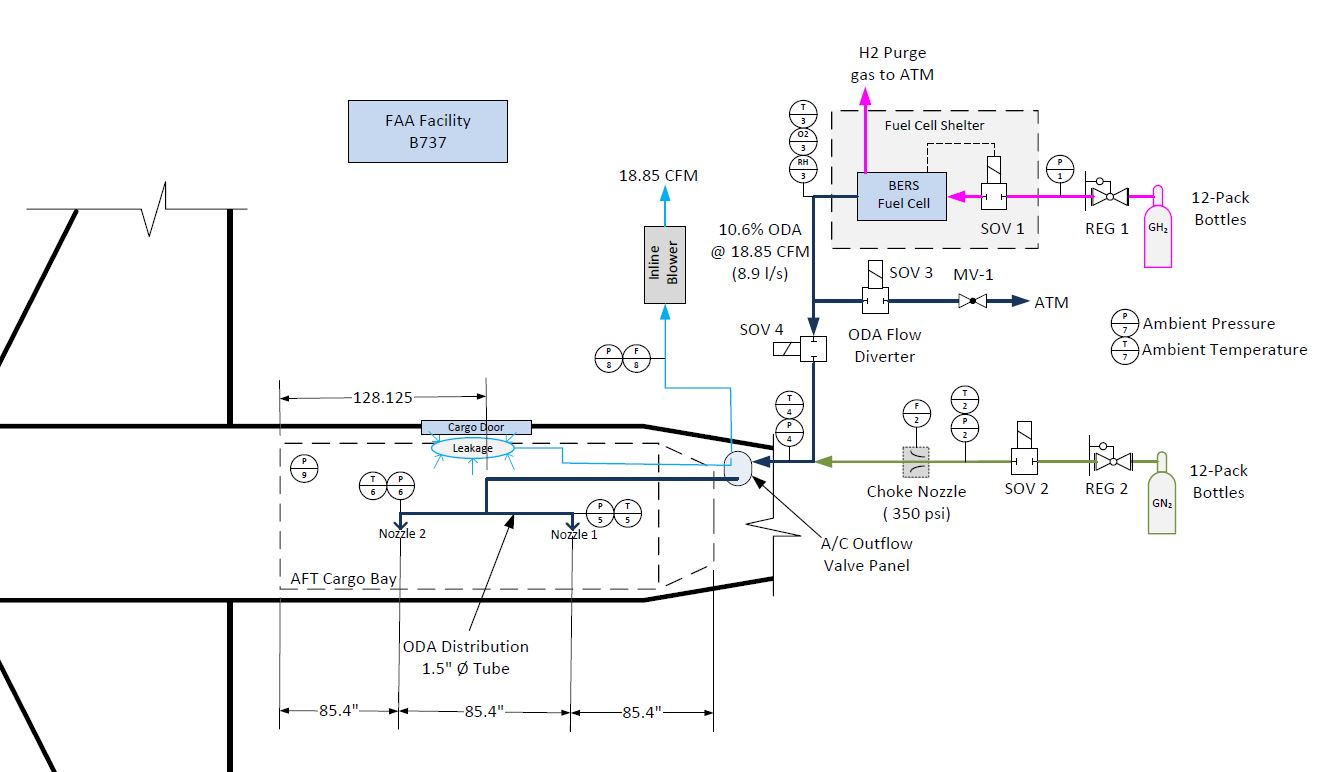 H2 Purge
gas to ATM
FAA Facility
B737
T
3
O2
3
RH
3
Fuel Cell Shelter
BERS
Fuel Cell
SOV 1
P
1
REG 1
GH₂
12-Pack
Bottles
18.85 CFM
Inline
Blower
10.6% ODA
@ 18.85 CFM
(8.9 l/s)
SOV 3
MV-1
ATM
ODA Flow
Diverter
SOV 4
P
7
Ambient Pressure
T
7
Ambient Temperature
P
8
F
8
128.125
Cargo Door
Leakage
T
4
P
4
F
2
T
2
P
2
Choke Nozzle
( 350 psi)
SOV 2
REG 2
GN₂
12-Pack
Bottles
P
9
T
6
P
6
P
5
T
5
Nozzle 2
Nozzle 1
A/C Outflow
Valve Panel
AFT Cargo Bay
ODA Distribution
1.5" Ø Tube
85.4"
85.4"
85.4"